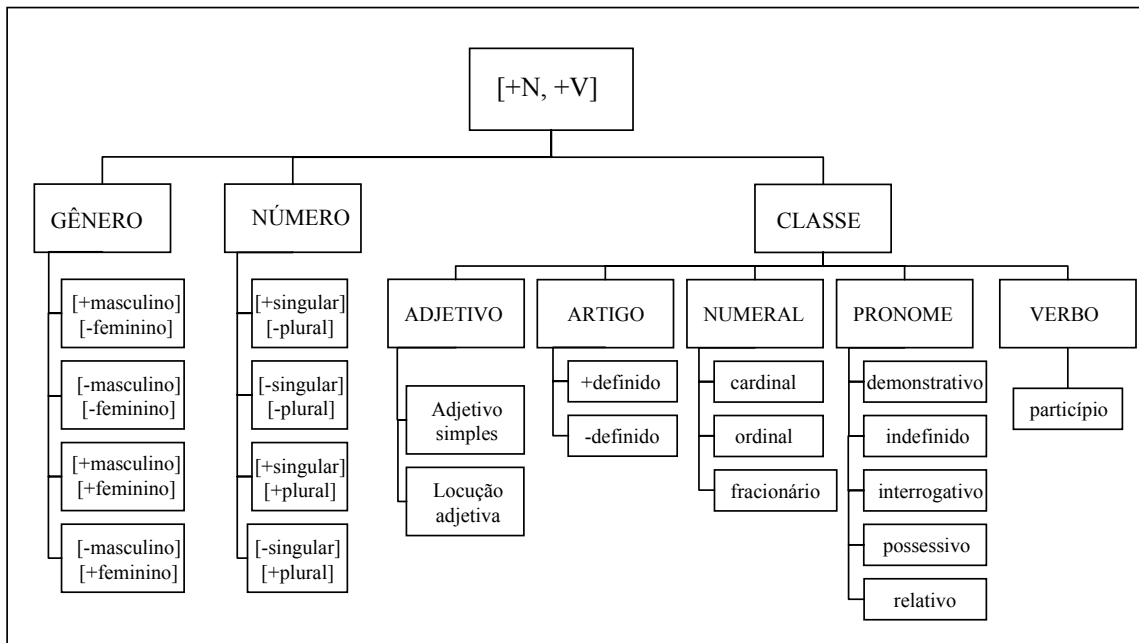 [+N, +V]
GÊNERO
[+masculino]
[-feminino]
[-masculino]
[-feminino]
[+masculino]
[+feminino]
[-masculino]
[+feminino]
NÚMERO
[+singular]
[-plural]
[-singular]
[-plural]
[+singular]
[+plural]
[-singular]
[+plural]
CLASSE
ADJETIVO
Adjetivo
simples
Locução
adjetiva
ARTIGO
+definido
-definido
NUMERAL
cardinal
ordinal
fracionário
PRONOME
demonstrativo
indefinido
interrogativo
possessivo
relativo
VERBO
particípio